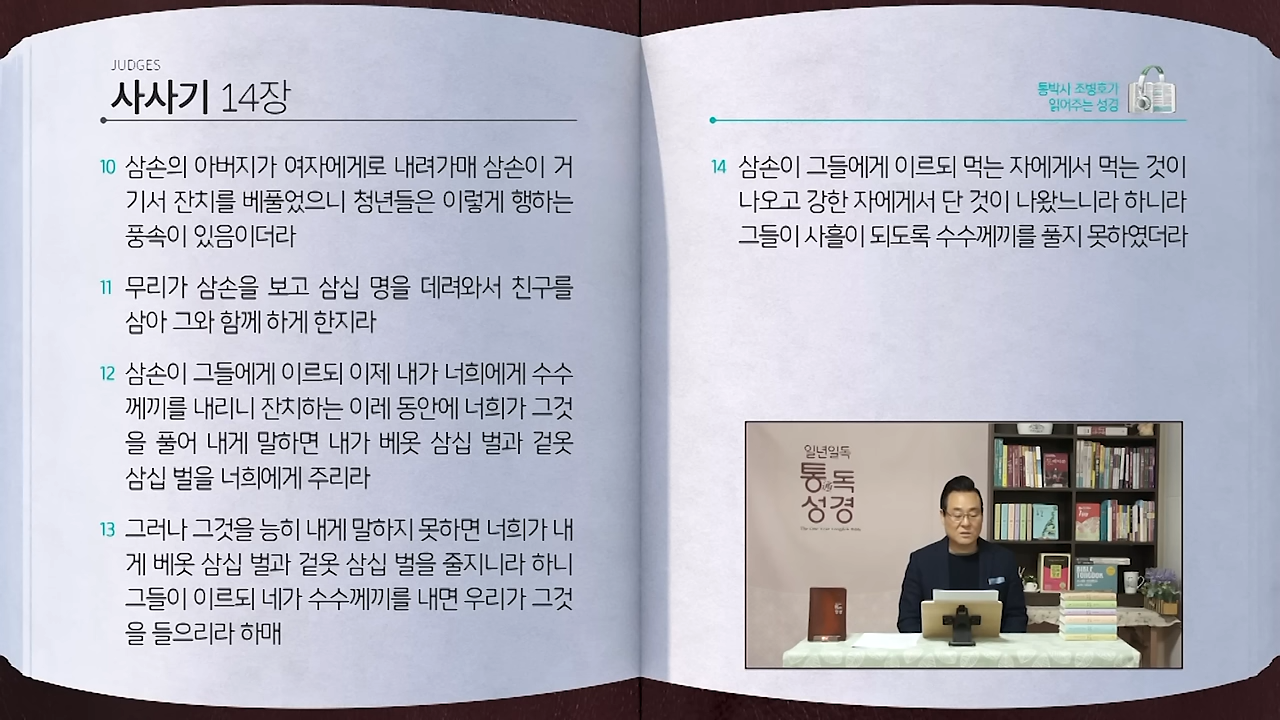 JUDGES
사사기 14장
10 삼손의 아버지가 여자에게로 내려가매 삼손이 거
기서 잔치를 베풀었으니 청년들은 이렇게 행하는
풍속이 있음이더라
11 무리가 삼손을 보고 삼십 명을 데려와서 친구를
삼아 그와 함께 하게 한지라
12 삼손이 그들에게 이르되 이제 내가 너희에게 수수
께끼를 내리니 잔치하는 이레 동안에 너희가 그것
을 풀어 내게 말하면 내가 베옷 삼십 벌과 겉옷
삼십 벌을 너희에게 주리라
13 그러나 그것을 능히 내게 말하지 못하면 너희가 내
게 베옷 삼십 벌과 겉옷 삼십 벌을 줄지니라 하니
그들이 이르되 네가 수수께끼를 내면 우리가 그것
을 들으리라 하매
통박사 조병호가
읽어주는 성경
14 삼손이 그들에게 이르되 먹는 자에게서 먹는 것이
나오고 강한 자에게서 단 것이 나왔느니라 하니라
그들이 사흘이 되도록 수수께끼를 풀지 못하였더라
일년일독
통독
성경